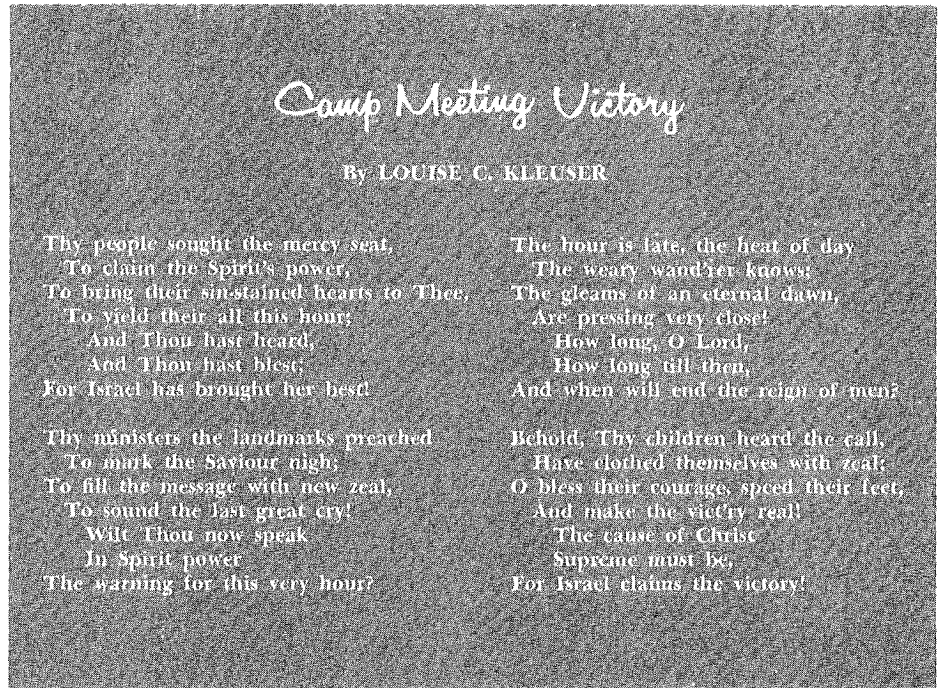 Camp Meeting Victory
By LOUISE C. KLEUSER
Thy people sought the mercy seat,
To claim the Spirit's power,
To bring their sin-stained hearts to Thee,
To yield their all this hour;
And Thou hast heard,
And Thou hast blest;
For Israel has brought her best!
Thy ministers the landmarks preached
To mark the Saviour nigh;
To fill the message with new zeal,
To sound the last great cry!
Wilt Thou now speak
In Spirit power
The warning for this very hour?
The hour is late, the heat of day
The weary wand'rer knows;
The gleams of an eternal dawn,
Are pressing very close!
How long, O Lord,
How long till then,
And when will end the reign of men?
Behold, Thy children heard the call,
Have clothed themselves with zeal;
O bless their courage, speed their feet,
And make the vict'ry real!
The cause of Christ
Supreme must be,
For Israel claims the victory!